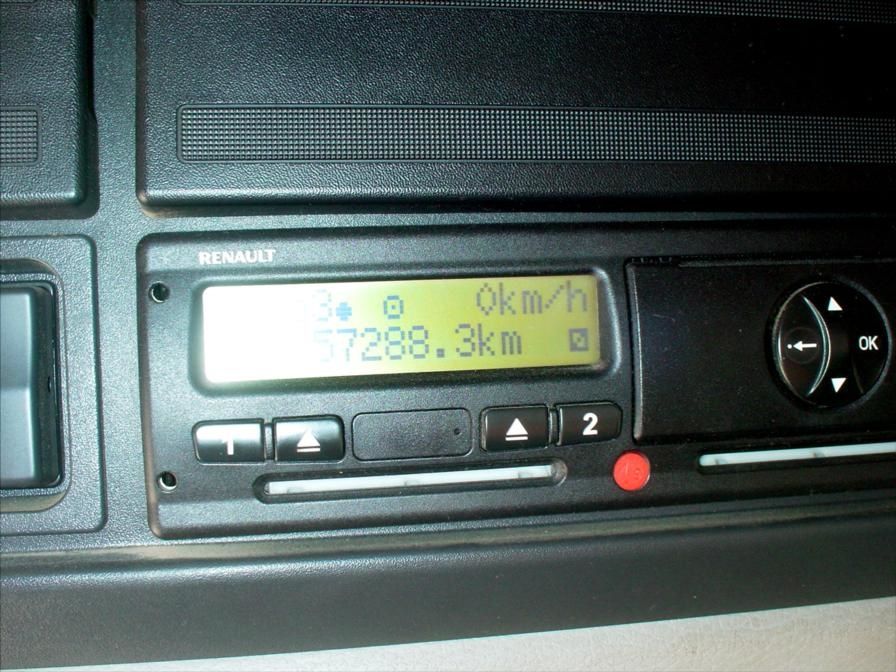 RENAULT
0km/h
57288.3km
1
2
OK